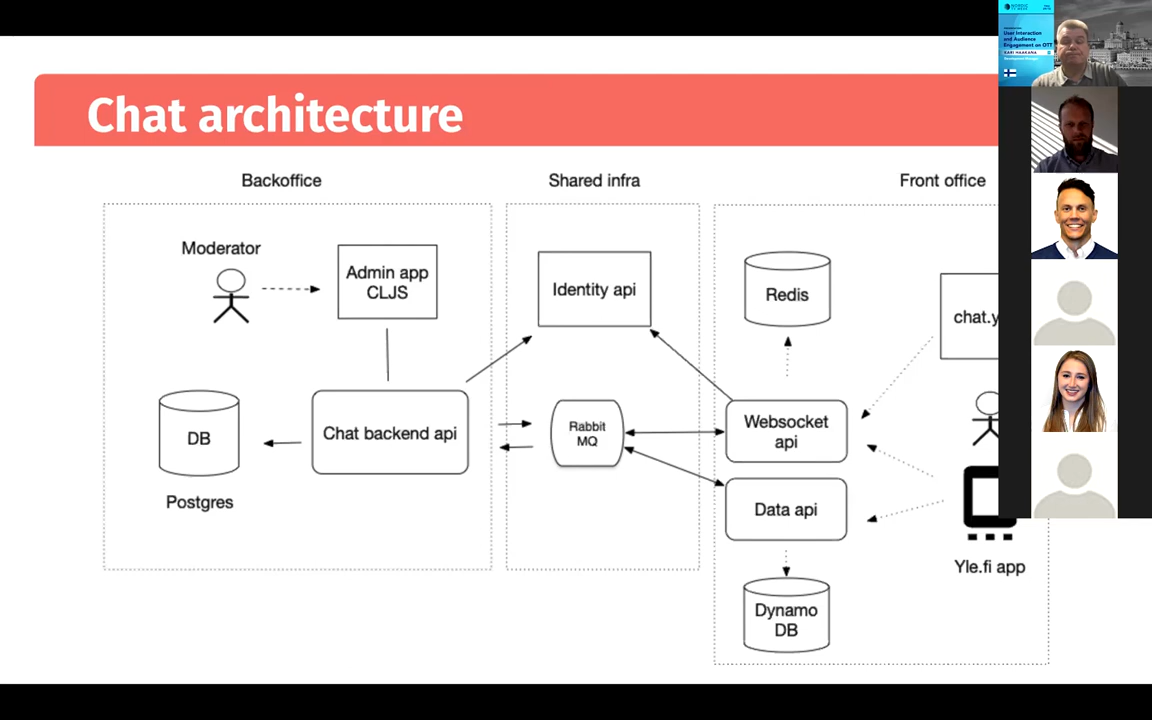 Chat architecture
Backoffice
Shared infra
Front office
Moderator
Admin app
CLJS
Identity api
Redis
chat.y
DB
Postgres
Chat backend api
Rabbit
MQ
Websocket
api
Data api
Dynamo
DB
Yle.fi app
User Interaction
and Audience
Engagement on OTT
KARI HAAKANA